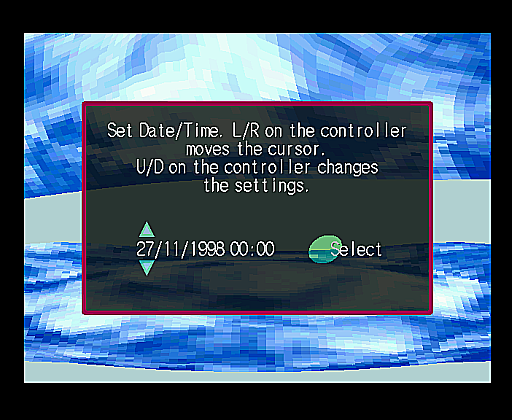 Set Date/Time. L/R on the controller
moves the cursor.
U/D on the controller changes
the settings.
27/11/1998 00:00 Select